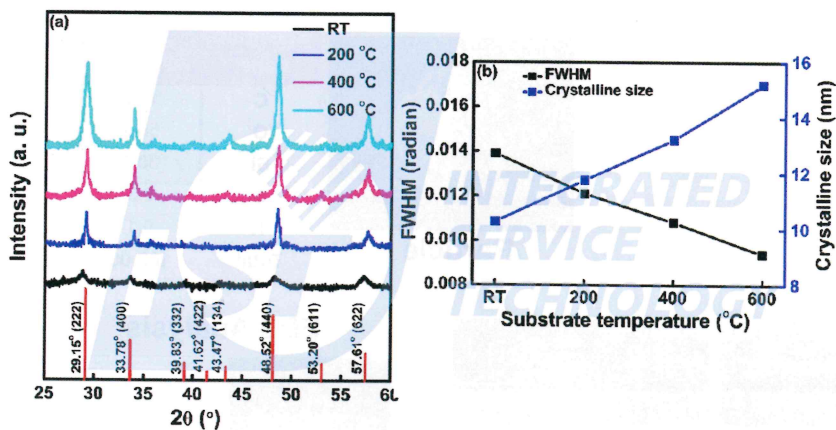 (a)
RT
200 °C
400 °C
600 °C
Intensity (a. u.)
29.15° (222)
33.78° (400)
39.83° (332)
41.62° (422)
43.47° (134)
48.52° (440)
53.20° (611)
57.61° (622)
25 30 35 40 45 50 55
2θ (°)
(b)
FWHM
Crystalline size
FWHM (radian)
0.018
0.016
0.014
0.012
0.010
0.008
Crystalline size (nm)
16
14
12
10
8
RT 200 400 600
Substrate temperature (°C)
iST
INTEGRATED
SERVICE
TECHNOLOGY